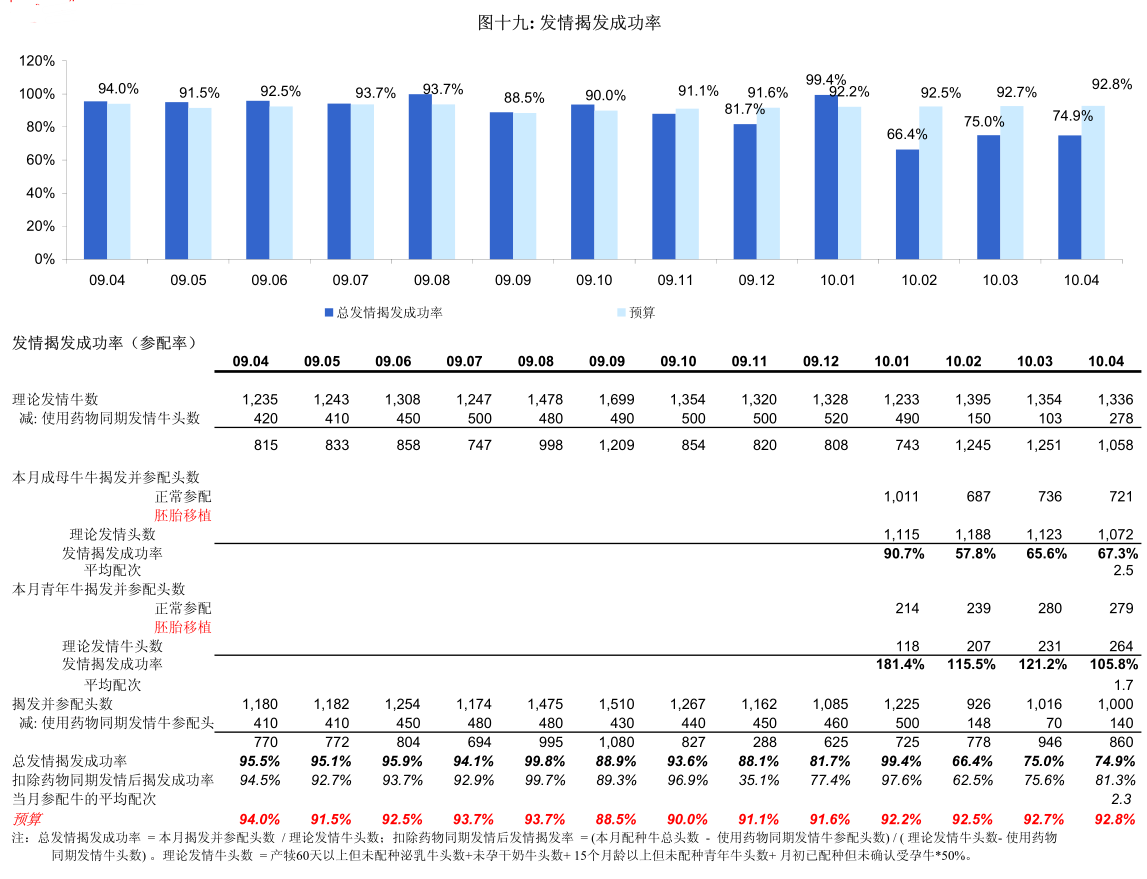 图十九: 发情揭发成功率
120%
100%
80%
60%
40%
20%
0%
94.0% 91.5% 92.5% 93.7% 93.7% 88.5% 90.0% 91.1% 81.7% 91.6% 99.4% 92.2% 66.4% 92.5% 75.0% 92.7% 74.9% 92.8%
09.04 09.05 09.06 09.07 09.08 09.09 09.10 09.11 09.12 10.01 10.02 10.03 10.04
总发情揭发成功率 预算
发情揭发成功率（参配率）
09.04 09.05 09.06 09.07 09.08 09.09 09.10 09.11 09.12 10.01 10.02 10.03 10.04
理论发情牛数 1,235 1,243 1,308 1,247 1,478 1,699 1,354 1,320 1,328 1,233 1,395 1,354 1,336
减: 使用药物同期发情牛头数 420 410 450 500 480 490 500 500 520 490 150 103 278
815 833 858 747 998 1,209 854 820 808 743 1,245 1,251 1,058
本月成母牛牛揭发并参配头数
正常参配 1,011 687 736 721
胚胎移植
理论发情头数 1,115 1,188 1,123 1,072
发情揭发成功率 90.7% 57.8% 65.6% 67.3%
平均配次 2.5
本月青年牛揭发并参配头数
正常参配 214 239 280 279
胚胎移植
理论发情牛头数 118 207 231 264
发情揭发成功率 181.4% 115.5% 121.2% 105.8%
平均配次 1.7
揭发并参配头数 1,180 1,182 1,254 1,174 1,475 1,510 1,267 1,162 1,085 1,225 926 1,016 1,000
减: 使用药物同期发情牛参配头 410 410 450 480 480 430 440 450 460 500 148 70 140
770 772 804 694 995 1,080 827 288 625 725 778 946 860
总发情揭发成功率 95.5% 95.1% 95.9% 94.1% 99.8% 88.9% 93.6% 88.1% 81.7% 99.4% 66.4% 75.0% 74.9%
扣除药物同期发情后揭发成功率 94.5% 92.7% 93.7% 92.9% 99.7% 89.3% 96.9% 35.1% 77.4% 97.6% 62.5% 75.6% 81.3%
当月参配牛的平均配次 2.3
预算 94.0% 91.5% 92.5% 93.7% 93.7% 88.5% 90.0% 91.1% 91.6% 92.2% 92.5% 92.7% 92.8%
注：总发情揭发成功率 = 本月揭发并参配头数 / 理论发情牛头数；扣除药物同期发情后发情揭发率 = (本月配种牛总头数 - 使用药物同期发情牛参配头数) / ( 理论发情牛头数- 使用药物
同期发情牛头数) 。理论发情牛头数 = 产犊60天以上但未配种泌乳牛头数+未孕干奶牛头数+ 15个月龄以上但未配种青年牛头数+ 月初已配种但未确认受孕牛*50%。